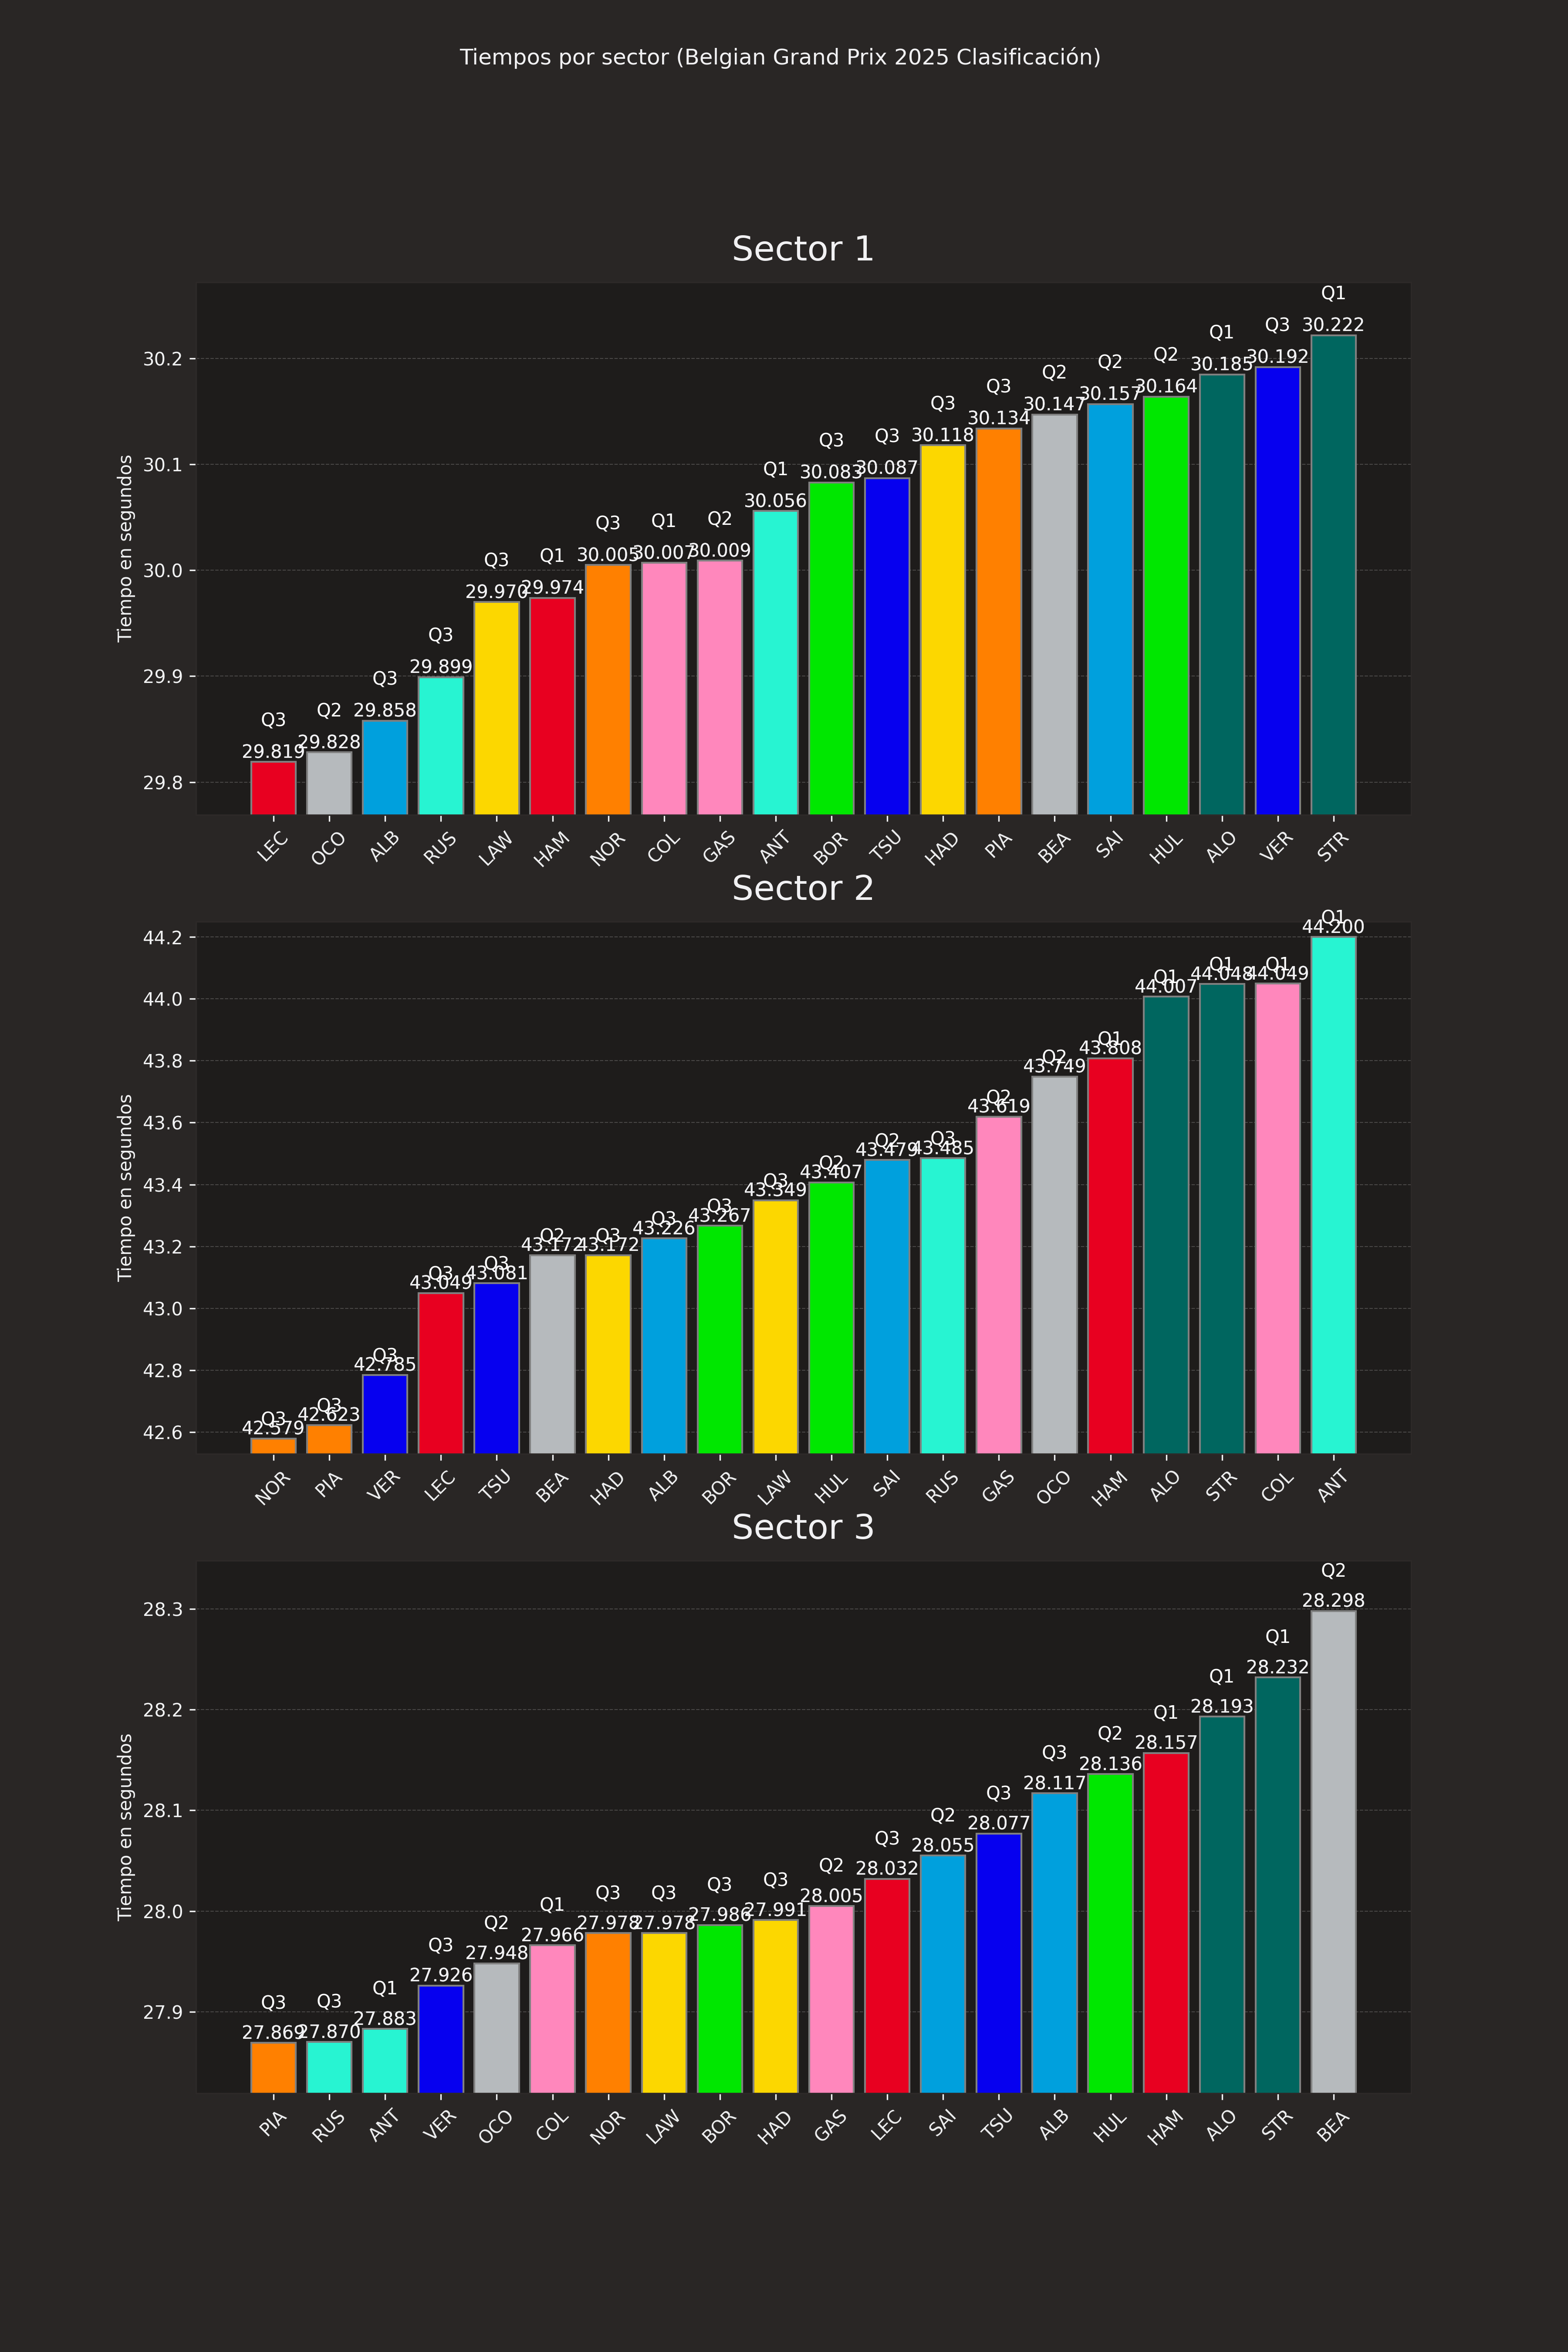 Tiempos por sector (Belgian Grand Prix 2025 Clasificación)
Sector 1
Tiempo en segundos
30.2
30.1
30.0
29.9
29.8
Q3 Q2 Q3 Q3 Q3 Q1 Q3 Q1 Q2 Q1 Q3 Q3 Q3 Q3 Q2 Q2 Q2 Q1 Q3 Q1
29.819 29.828 29.858 29.899 29.970 29.974 30.005 30.007 30.009 30.056 30.083 30.087 30.118 30.134 30.147 30.157 30.164 30.185 30.192 30.222
LEC OCO ALB RUS LAW HAM NOR COL GAS ANT BOR TSU HAD PIA BEA SAI HUL ALO VER STR
Sector 2
Tiempo en segundos
44.2
44.0
43.8
43.6
43.4
43.2
43.0
42.8
42.6
Q3 Q3 Q3 Q3 Q3 Q2 Q3 Q3 Q3 Q3 Q2 Q2 Q3 Q2 Q2 Q1 Q1 Q1 Q1 Q1
42.579 42.623 42.785 43.049 43.081 43.172 43.172 43.226 43.267 43.349 43.407 43.479 43.485 43.619 43.749 43.808 44.007 44.048 44.049 44.200
NOR PIA VER LEC TSU BEA HAD ALB BOR LAW HUL SAI RUS GAS OCO HAM ALO STR COL ANT
Sector 3
Tiempo en segundos
28.3
28.2
28.1
28.0
27.9
Q3 Q3 Q1 Q3 Q2 Q1 Q3 Q3 Q3 Q3 Q2 Q3 Q2 Q3 Q3 Q2 Q1 Q1 Q1 Q2
27.869 27.870 27.883 27.926 27.948 27.966 27.978 27.978 27.986 27.991 28.005 28.032 28.055 28.077 28.117 28.136 28.157 28.193 28.232 28.298
PIA RUS ANT VER OCO COL NOR LAW BOR HAD GAS LEC SAI TSU ALB HUL HAM ALO STR BEA